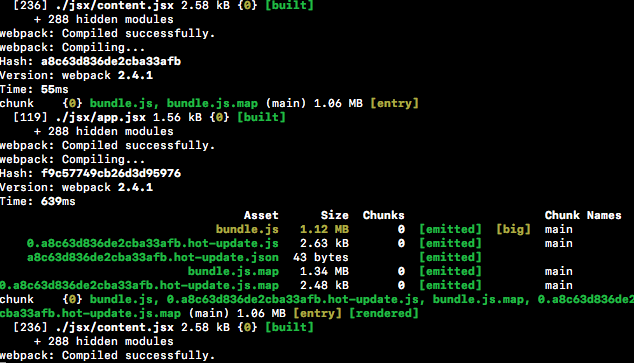 [236] ./jsx/content.jsx 2.58 kB {0} [built]
+ 288 hidden modules
webpack: Compiled successfully.
webpack: Compiling...
Hash: a8c63d836de2cba33afb
Version: webpack 2.4.1
Time: 55ms
chunk    {0} bundle.js, bundle.js.map (main) 1.06 MB [entry]
[119] ./jsx/app.jsx 1.56 kB {0} [built]
+ 288 hidden modules
webpack: Compiled successfully.
webpack: Compiling...
Hash: f9c57749cb26d3d95976
Version: webpack 2.4.1
Time: 639ms
Asset Size Chunks Chunk Names
bundle.js 1.12 MB 0 [emitted] [big] main
0.a8c63d836de2cba33afb.hot-update.js 2.63 kB 0 [emitted] main
a8c63d836de2cba33afb.hot-update.json 43 bytes [emitted]
bundle.js.map 1.34 MB 0 [emitted] main
0.a8c63d836de2cba33afb.hot-update.js.map 2.48 kB 0 [emitted] main
chunk    {0} bundle.js, 0.a8c63d836de2cba33afb.hot-update.js, bundle.js.map, 0.a8c63d836de2
cba33afb.hot-update.js.map (main) 1.06 MB [entry] [rendered]
[236] ./jsx/content.jsx 2.58 kB {0} [built]
+ 288 hidden modules
webpack: Compiled successfully.